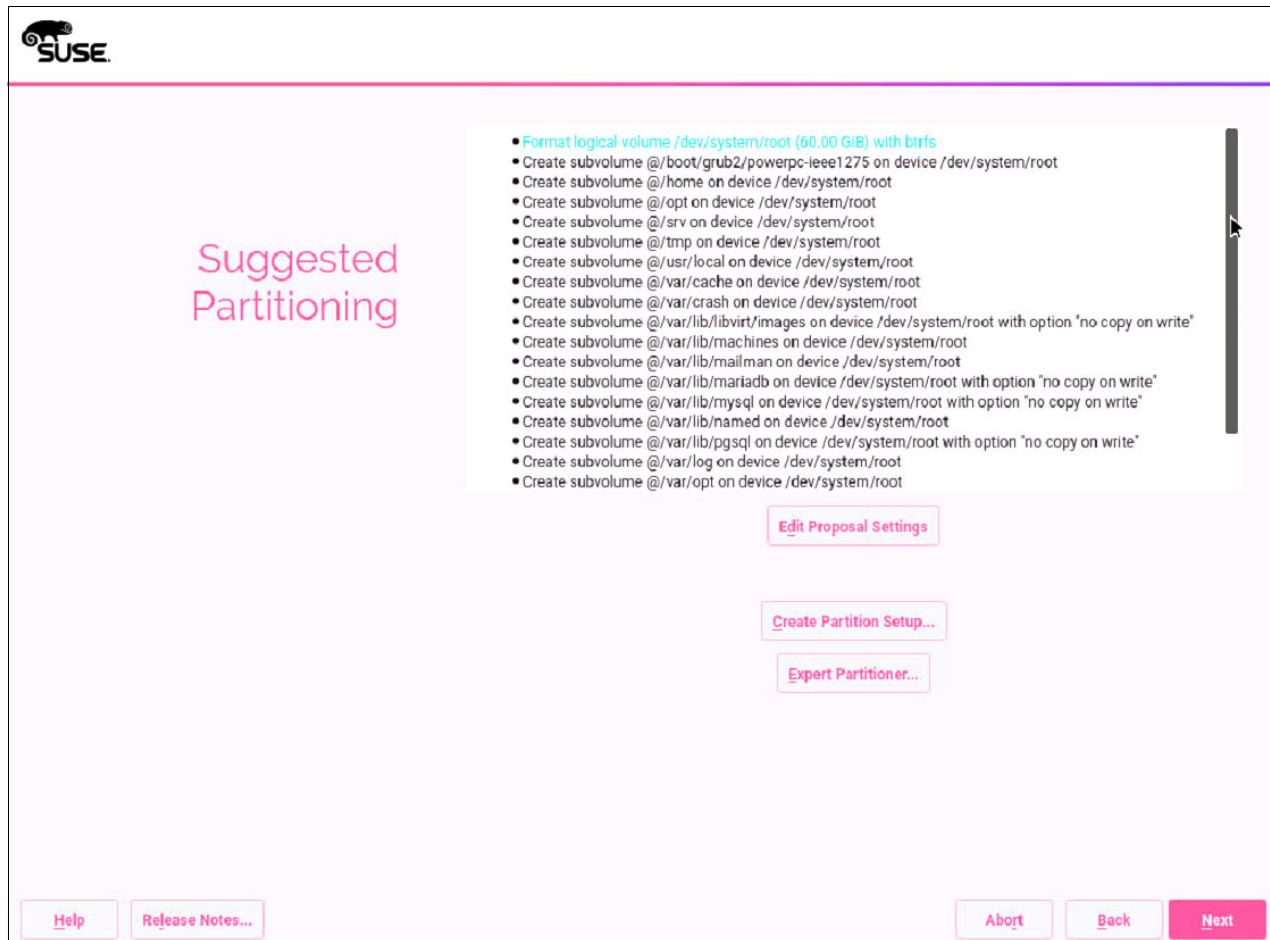 SUSE.
Suggested
Partitioning
Format logical volume /dev/system/root (60.00 GiB) with btrfs
Create subvolume @/boot/grub2/powerpc-ieee1275 on device /dev/system/root
Create subvolume @/home on device /dev/system/root
Create subvolume @/opt on device /dev/system/root
Create subvolume @/srv on device /dev/system/root
Create subvolume @/tmp on device /dev/system/root
Create subvolume @/usr/local on device /dev/system/root
Create subvolume @/var/cache on device /dev/system/root
Create subvolume @/var/crash on device /dev/system/root
Create subvolume @/var/lib/libvirt/images on device /dev/system/root with option "no copy on write"
Create subvolume @/var/lib/machines on device /dev/system/root
Create subvolume @/var/lib/mailman on device /dev/system/root
Create subvolume @/var/lib/mariadb on device /dev/system/root with option "no copy on write"
Create subvolume @/var/lib/mysql on device /dev/system/root with option "no copy on write"
Create subvolume @/var/lib/named on device /dev/system/root
Create subvolume @/var/lib/pgsql on device /dev/system/root with option "no copy on write"
Create subvolume @/var/log on device /dev/system/root
Create subvolume @/var/opt on device /dev/system/root
Edit Proposal Settings
Create Partition Setup...
Expert Partitioner...
Help
Release Notes...
Abort
Back
Next